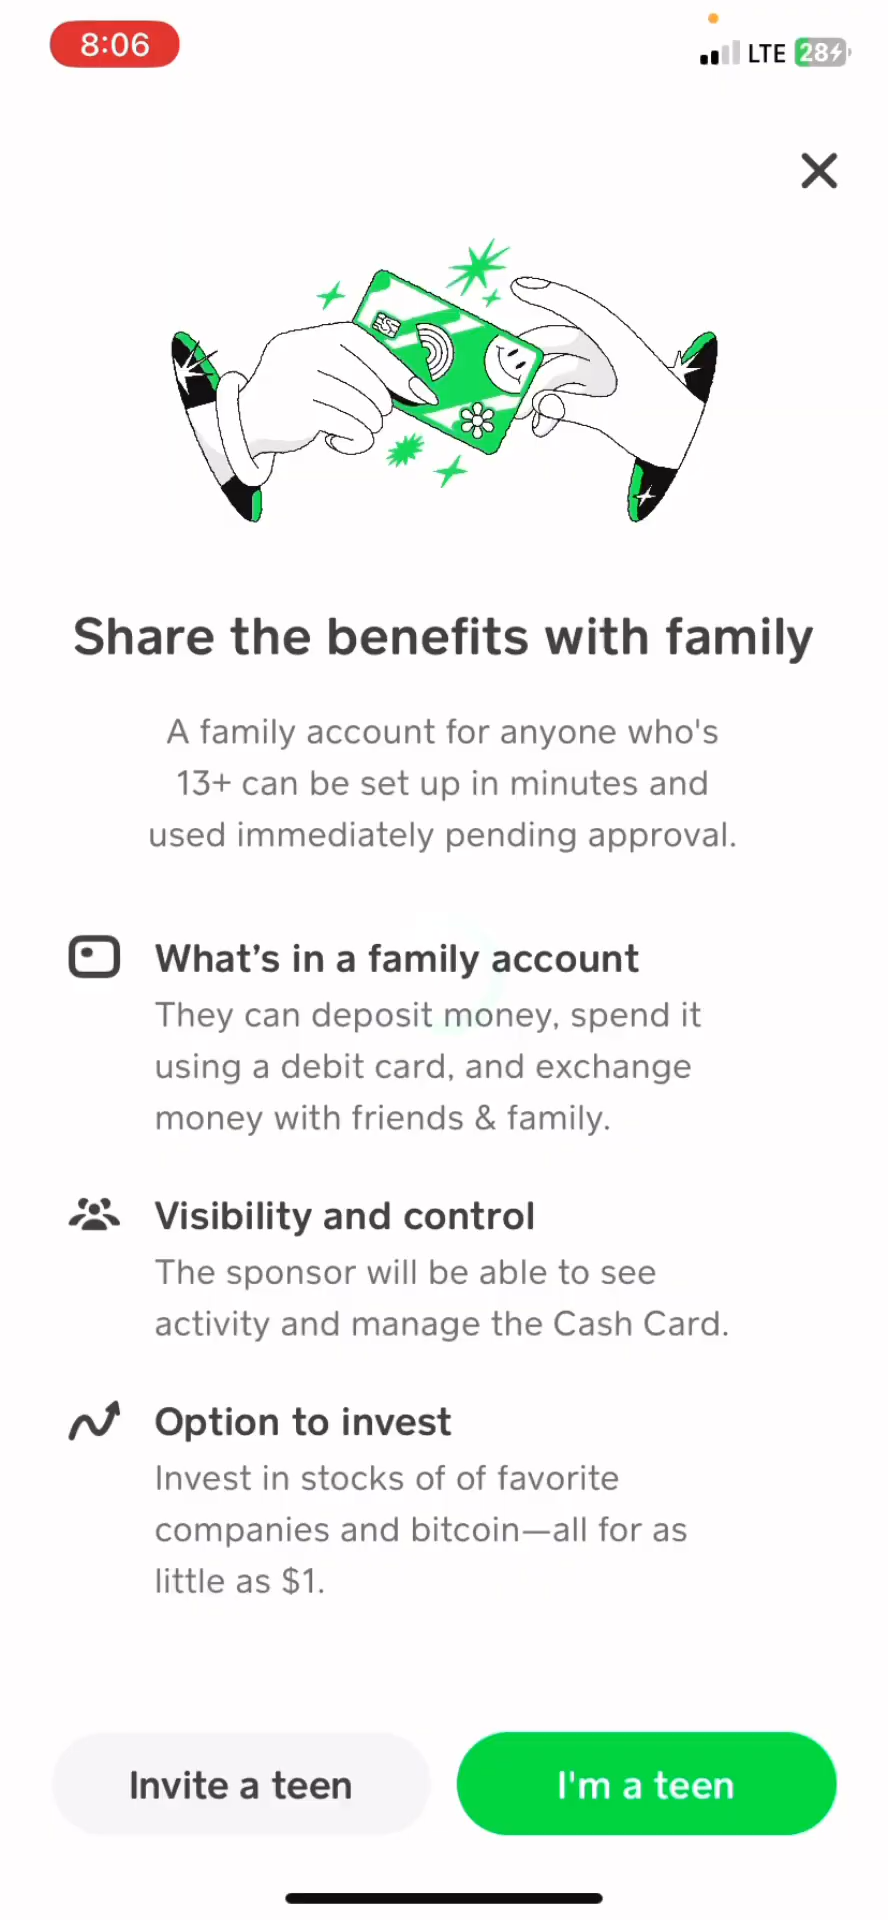 8:06
LTE 28
Share the benefits with family
A family account for anyone who's
13+ can be set up in minutes and
used immediately pending approval.
What’s in a family account
They can deposit money, spend it
using a debit card, and exchange
money with friends & family.
Visibility and control
The sponsor will be able to see
activity and manage the Cash Card.
Option to invest
Invest in stocks of of favorite
companies and bitcoin—all for as
little as $1.
Invite a teen
I'm a teen